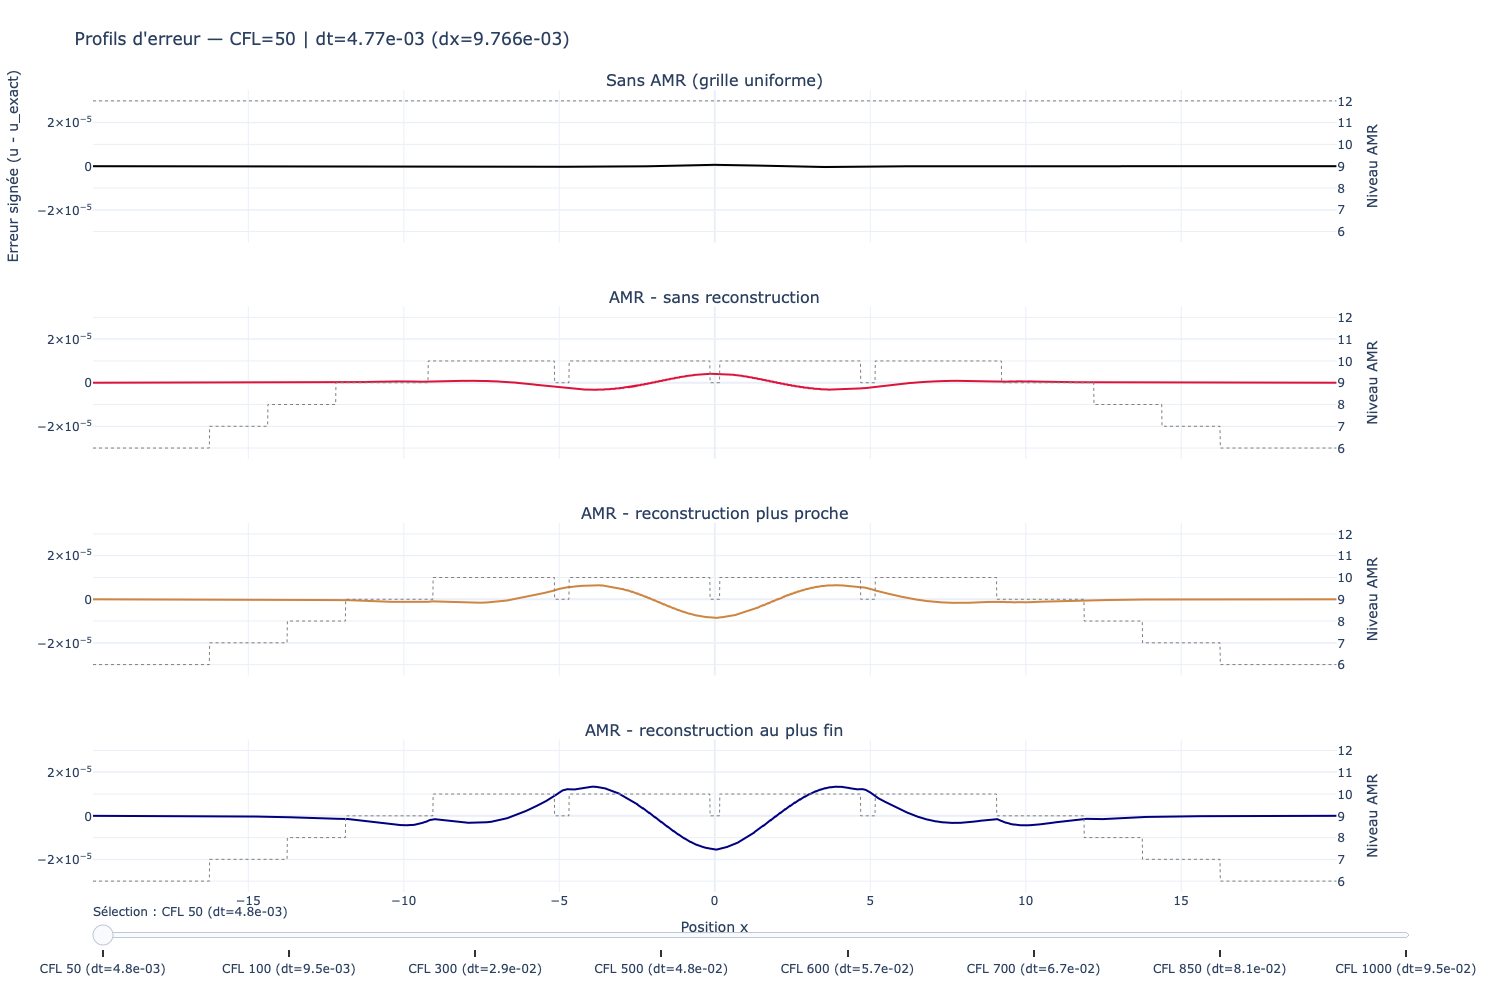 Profils d'erreur — CFL=50 | dt=4.77e-03 (dx=9.766e-03)
Sans AMR (grille uniforme)
Erreur signée (u - u_exact)
2×10⁻⁵
0
−2×10⁻⁵
12
11
10
9
8
7
6
Niveau AMR
AMR - sans reconstruction
2×10⁻⁵
0
−2×10⁻⁵
12
11
10
9
8
7
6
Niveau AMR
AMR - reconstruction plus proche
2×10⁻⁵
0
−2×10⁻⁵
12
11
10
9
8
7
6
Niveau AMR
AMR - reconstruction au plus fin
2×10⁻⁵
0
−2×10⁻⁵
12
11
10
9
8
7
6
Niveau AMR
−15 −10 −5 0 5 10 15
Position x
Sélection : CFL 50 (dt=4.8e-03)
CFL 50 (dt=4.8e-03) CFL 100 (dt=9.5e-03) CFL 300 (dt=2.9e-02) CFL 500 (dt=4.8e-02) CFL 600 (dt=5.7e-02) CFL 700 (dt=6.7e-02) CFL 850 (dt=8.1e-02) CFL 1000 (dt=9.5e-02)